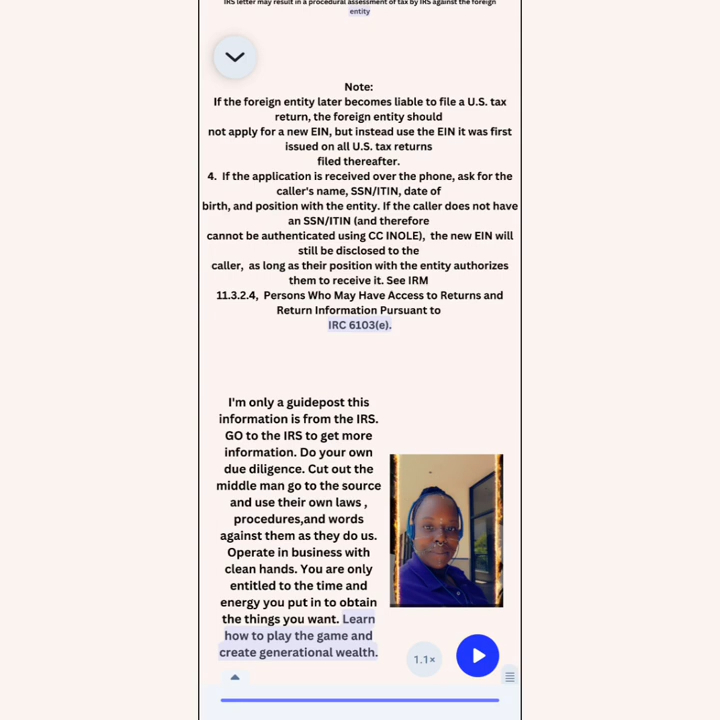 IRS letter may result in a procedural assessment of tax by IRS against the foreign
entity
Note:
If the foreign entity later becomes liable to file a U.S. tax
return, the foreign entity should
not apply for a new EIN, but instead use the EIN it was first
issued on all U.S. tax returns
filed thereafter.
4.  If the application is received over the phone, ask for the
caller's name, SSN/ITIN, date of
birth, and position with the entity. If the caller does not have
an SSN/ITIN (and therefore
cannot be authenticated using CC INOLE),  the new EIN will
still be disclosed to the
caller,  as long as their position with the entity authorizes
them to receive it. See IRM
11.3.2.4,  Persons Who May Have Access to Returns and
Return Information Pursuant to
IRC 6103(e).
I'm only a guidepost this
information is from the IRS.
GO to the IRS to get more
information. Do your own
due diligence. Cut out the
middle man go to the source
and use their own laws ,
procedures,and words
against them as they do us.
Operate in business with
clean hands. You are only
entitled to the time and
energy you put in to obtain
the things you want. Learn
how to play the game and
create generational wealth.
1.1×